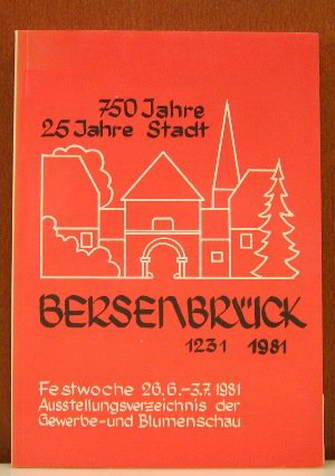 750 Jahre
25 Jahre Stadt
BERSENBRÜCK
1231 1981
Festwoche 26.6.-3.7.1981
Ausstellungsverzeichnis der
Gewerbe-und Blumenschau